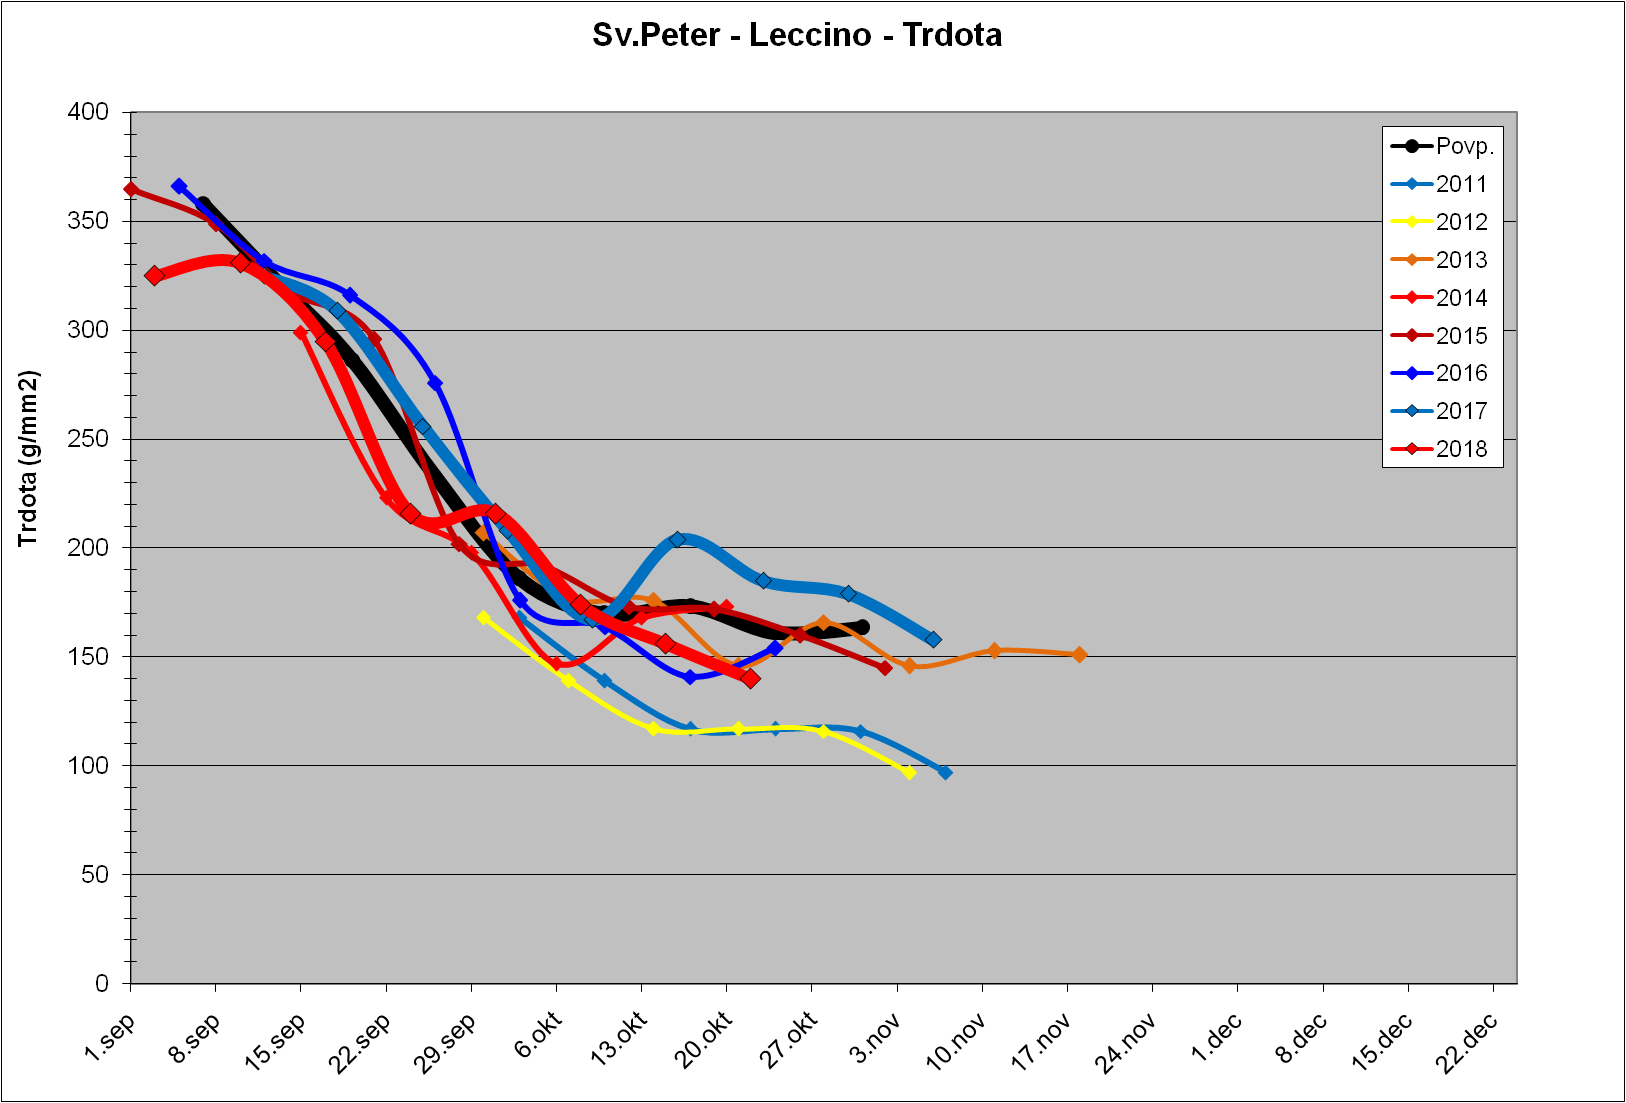 Sv.Peter - Leccino - Trdota
Trdota (g/mm2)
400
350
300
250
200
150
100
50
0
1.sep
8.sep
15.sep
22.sep
29.sep
6.okt
13.okt
20.okt
27.okt
3.nov
10.nov
17.nov
24.nov
1.dec
8.dec
15.dec
22.dec
Povp.
2011
2012
2013
2014
2015
2016
2017
2018